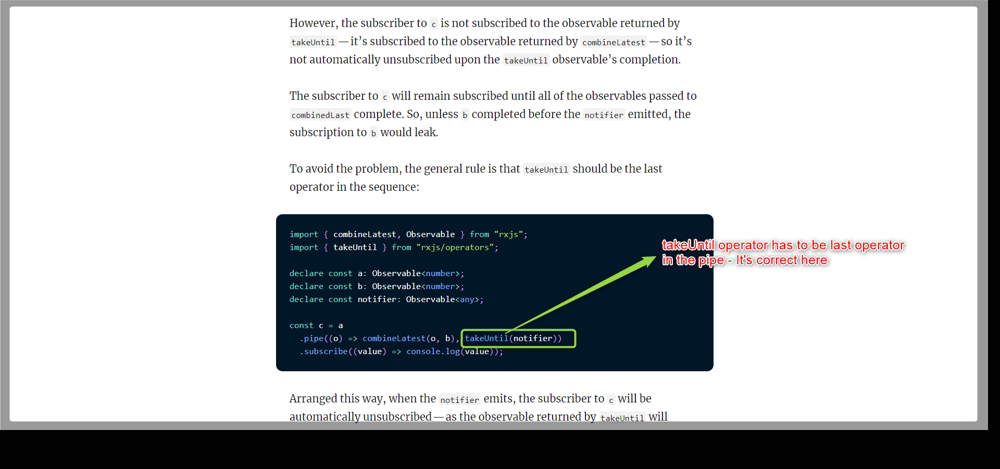 However, the subscriber to c is not subscribed to the observable returned by
takeUntil — it’s subscribed to the observable returned by combineLatest — so it’s
not automatically unsubscribed upon the takeUntil observable’s completion.
The subscriber to c will remain subscribed until all of the observables passed to
combinedLast complete. So, unless b completed before the notifier emitted, the
subscription to b would leak.
To avoid the problem, the general rule is that takeUntil should be the last
operator in the sequence:
import { combineLatest, Observable } from "rxjs";
import { takeUntil } from "rxjs/operators";
declare const a: Observable<number>;
declare const b: Observable<number>;
declare const notifier: Observable<any>;
const c = a
.pipe((o) => combineLatest(o, b), takeUntil(notifier))
.subscribe((value) => console.log(value));
takeUntil operator has to be last operator
in the pipe - It's correct here
Arranged this way, when the notifier emits, the subscriber to c will be
automatically unsubscribed — as the observable returned by takeUntil will